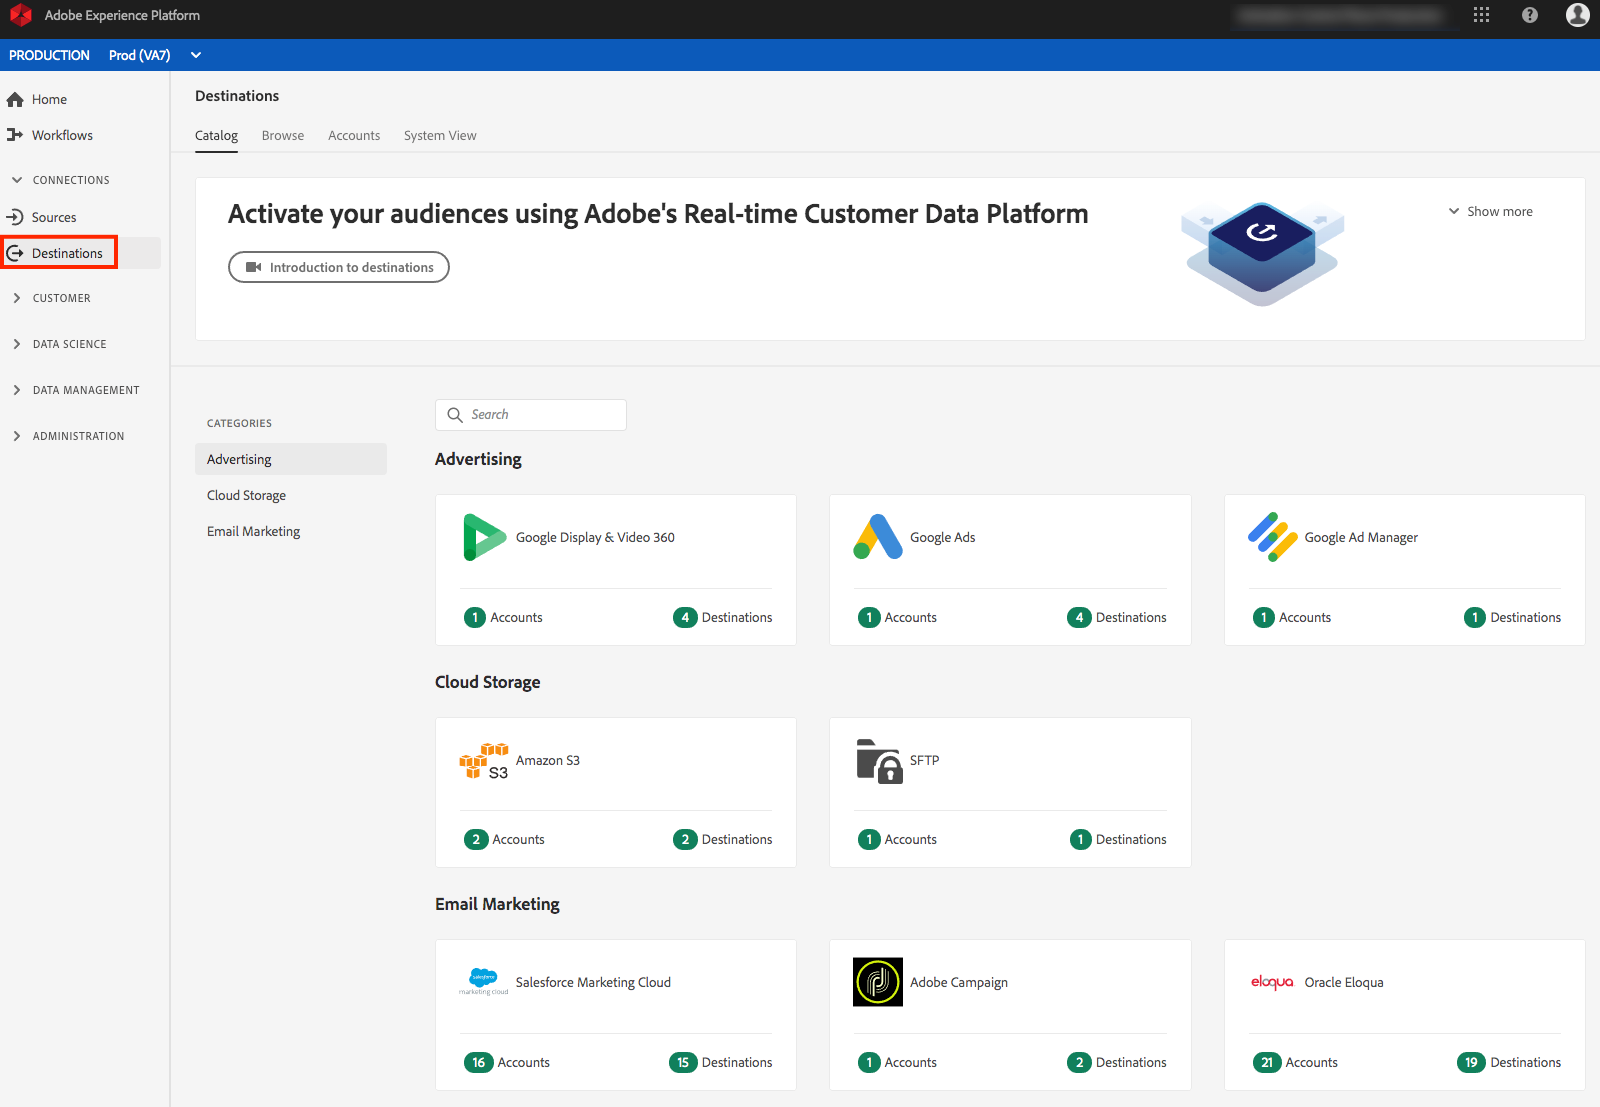 Adobe Experience Platform
PRODUCTION Prod (VA7)
Home
Workflows
CONNECTIONS
Sources
Destinations
CUSTOMER
DATA SCIENCE
DATA MANAGEMENT
ADMINISTRATION
Destinations
Catalog Browse Accounts System View
Activate your audiences using Adobe's Real-time Customer Data Platform
Show more
Introduction to destinations
CATEGORIES
Advertising
Cloud Storage
Email Marketing
Search
Advertising
Google Display & Video 360
1 Accounts 4 Destinations
Google Ads
1 Accounts 4 Destinations
Google Ad Manager
1 Accounts 1 Destinations
Cloud Storage
S3 Amazon S3
2 Accounts 2 Destinations
SFTP
1 Accounts 1 Destinations
Email Marketing
salesforce
marketing cloud
Salesforce Marketing Cloud
16 Accounts 15 Destinations
Adobe Campaign
1 Accounts 2 Destinations
eloqua Oracle Eloqua
21 Accounts 19 Destinations